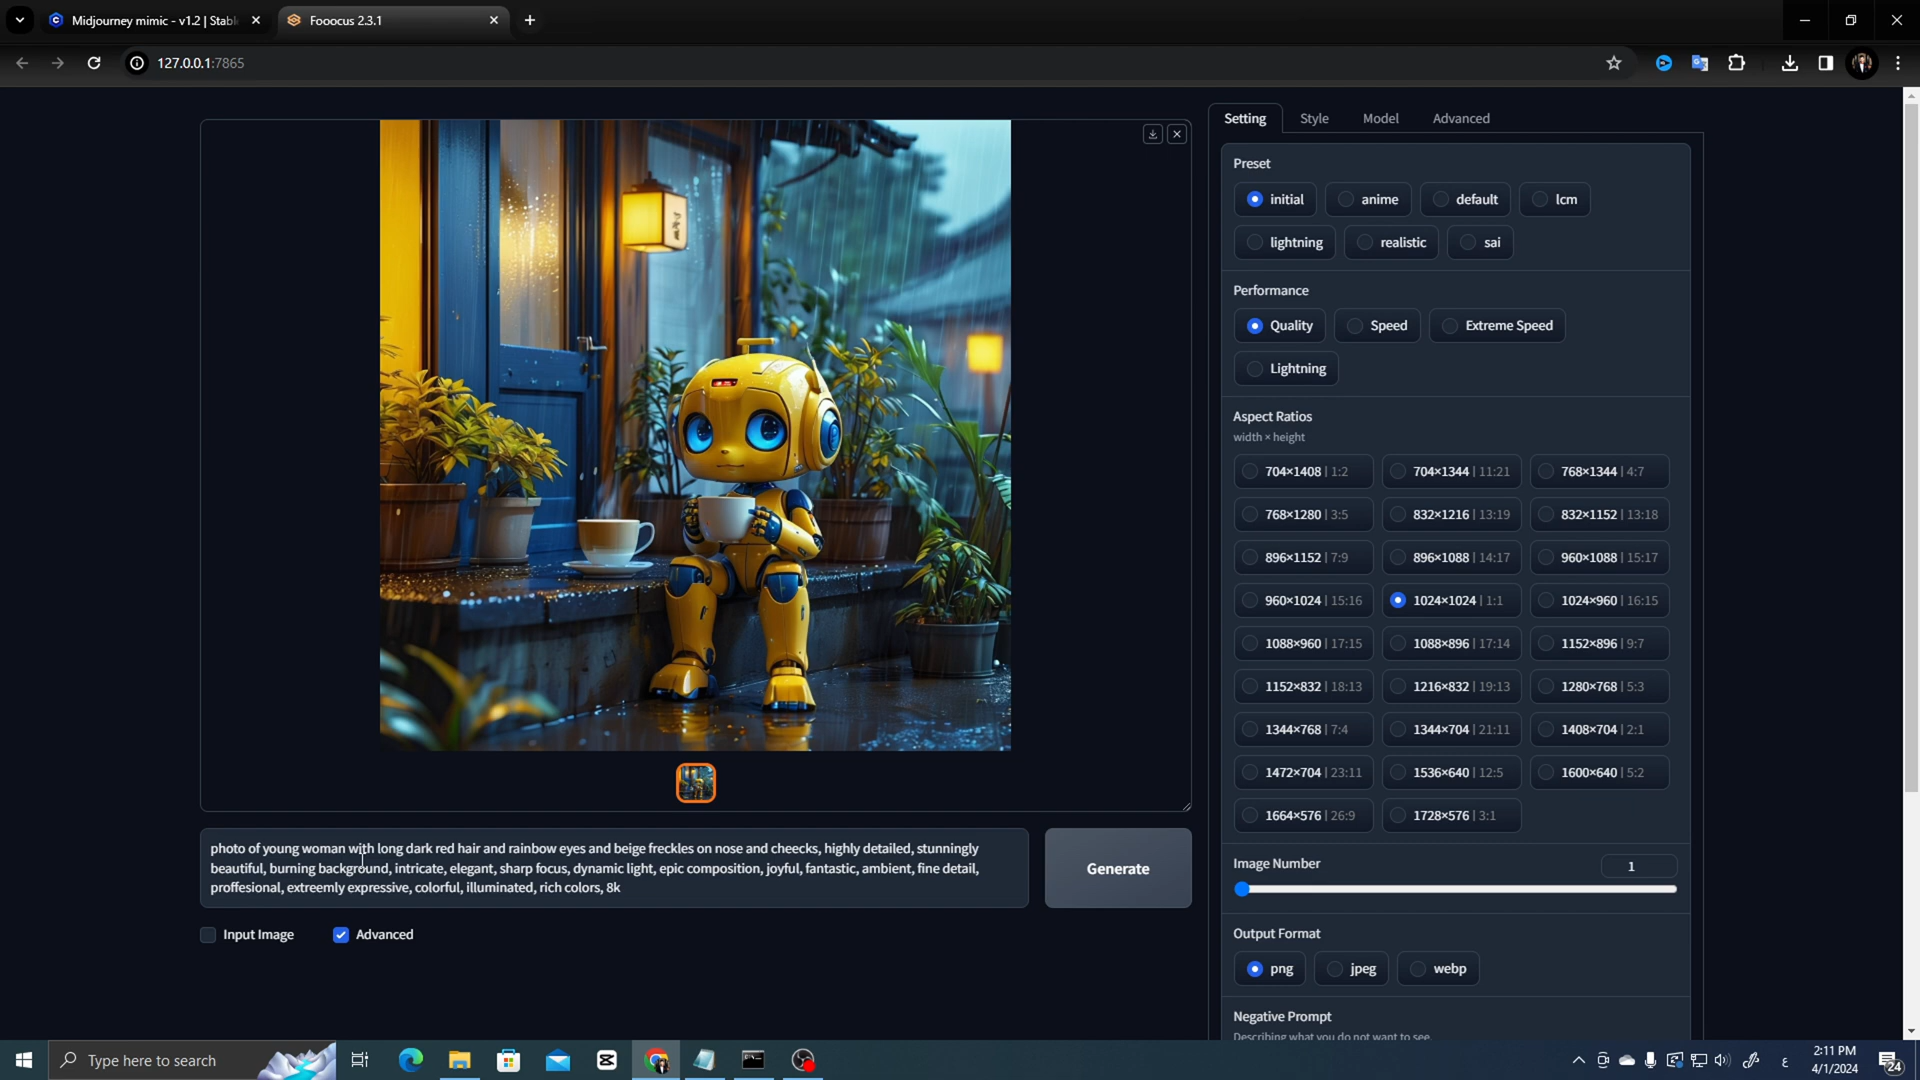 Midjourney mimic - v1.2 | Stabl
Fooocus 2.3.1
127.0.0.1:7865
Setting
Style
Model
Advanced
Preset
initial
anime
default
lcm
lightning
realistic
sai
Performance
Quality
Speed
Extreme Speed
Lightning
Aspect Ratios
width × height
704×1408 | 1:2
704×1344 | 11:21
768×1344 | 4:7
768×1280 | 3:5
832×1216 | 13:19
832×1152 | 13:18
896×1152 | 7:9
896×1088 | 14:17
960×1088 | 15:17
960×1024 | 15:16
1024×1024 | 1:1
1024×960 | 16:15
1088×960 | 17:15
1088×896 | 17:14
1152×896 | 9:7
1152×832 | 18:13
1216×832 | 19:13
1280×768 | 5:3
1344×768 | 7:4
1344×704 | 21:11
1408×704 | 2:1
1472×704 | 23:11
1536×640 | 12:5
1600×640 | 5:2
1664×576 | 26:9
1728×576 | 3:1
photo of young woman with long dark red hair and rainbow eyes and beige freckles on nose and cheecks, highly detailed, stunningly
beautiful, burning background, intricate, elegant, sharp focus, dynamic light, epic composition, joyful, fantastic, ambient, fine detail,
proffesional, extreemly expressive, colorful, illuminated, rich colors, 8k
Generate
Input Image
Advanced
Image Number
1
Output Format
png
jpeg
webp
Negative Prompt
Describing what you do not want to see.
Type here to search
ع
2:11 PM
4/1/2024
24